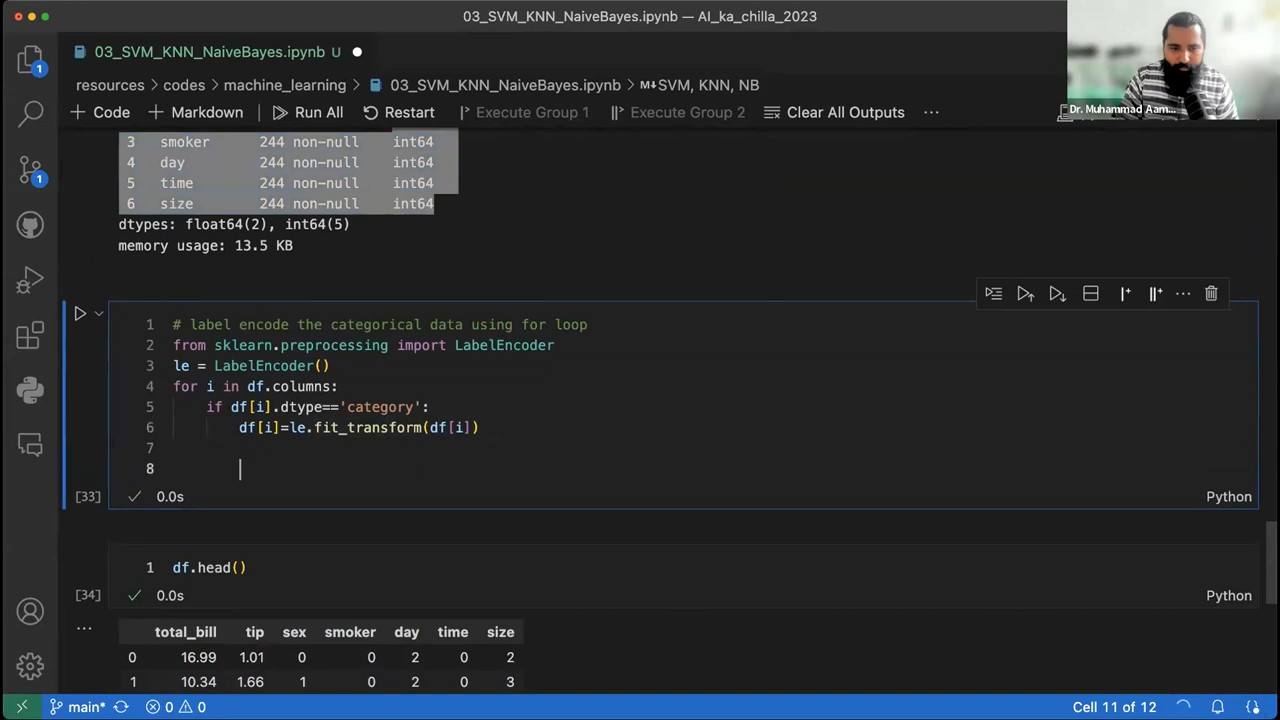 03_SVM_KNN_NaiveBayes.ipynb — AI_ka_chilla_2023
03_SVM_KNN_NaiveBayes.ipynb U
resources > codes > machine_learning > 03_SVM_KNN_NaiveBayes.ipynb > M↓SVM, KNN, NB
Dr. Muhammad Aam...
+ Code + Markdown Run All Restart Execute Group 1 Execute Group 2 Clear All Outputs ...
3 smoker 244 non-null int64
4 day 244 non-null int64
5 time 244 non-null int64
6 size 244 non-null int64
dtypes: float64(2), int64(5)
memory usage: 13.5 KB
1 # label encode the categorical data using for loop
2 from sklearn.preprocessing import LabelEncoder
3 le = LabelEncoder()
4 for i in df.columns:
5 if df[i].dtype=='category':
6 df[i]=le.fit_transform(df[i])
7
8
[33] 0.0s Python
1 df.head()
[34] 0.0s Python
... total_bill tip sex smoker day time size
0 16.99 1.01 0 0 2 0 2
1 10.34 1.66 1 0 2 0 3
1
1
main* 0 0 Cell 11 of 12